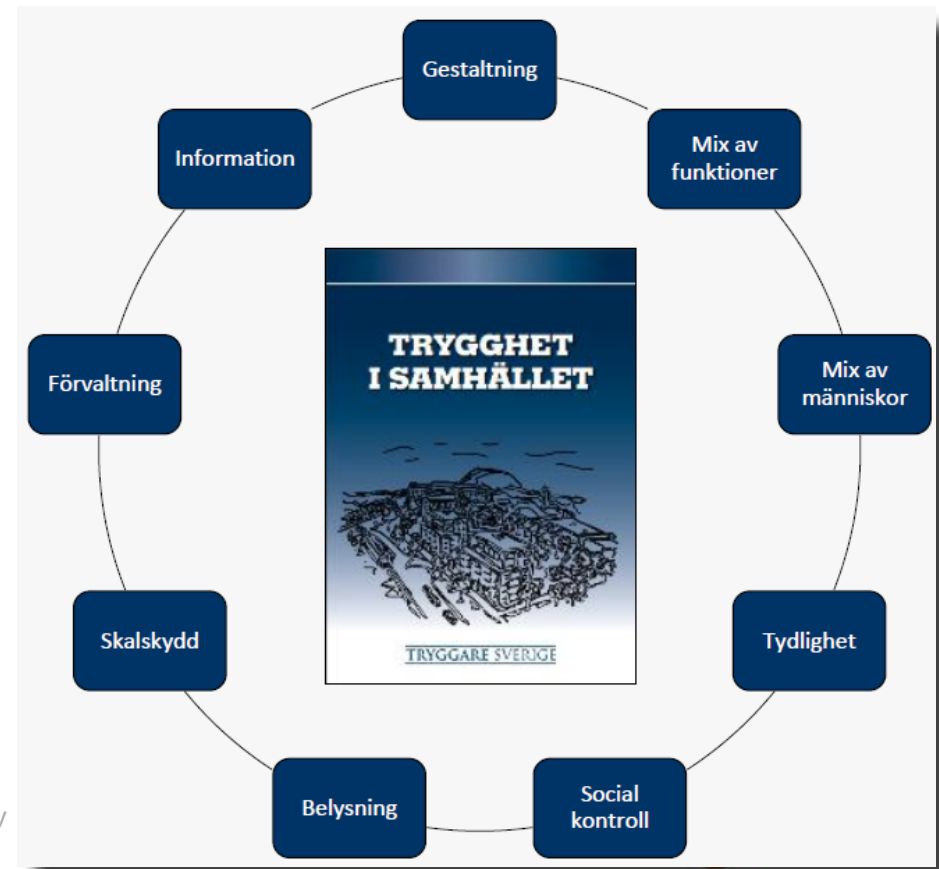 Gestaltning
Information
Mix av
funktioner
TRYGGHET
I SAMHÄLLET
Förvaltning
Mix av
människor
Skalskydd
Tydlighet
TRYGGARE SVERIGE
Belysning
Social
kontroll